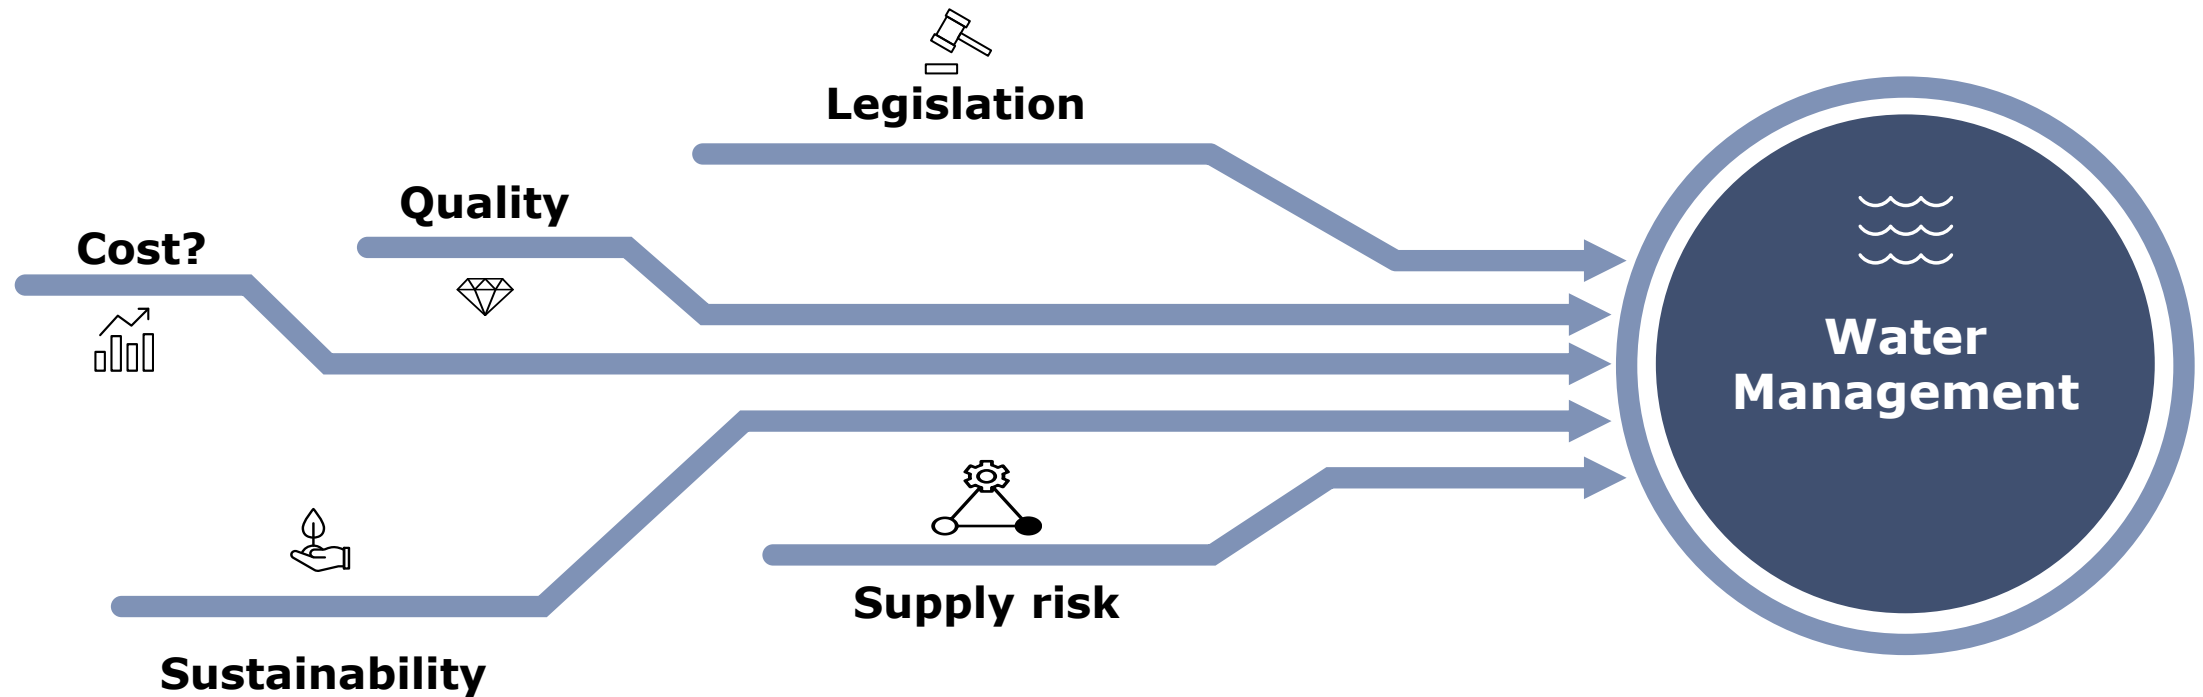 Legislation
Quality
Cost?
Water
Management
Supply risk
Sustainability